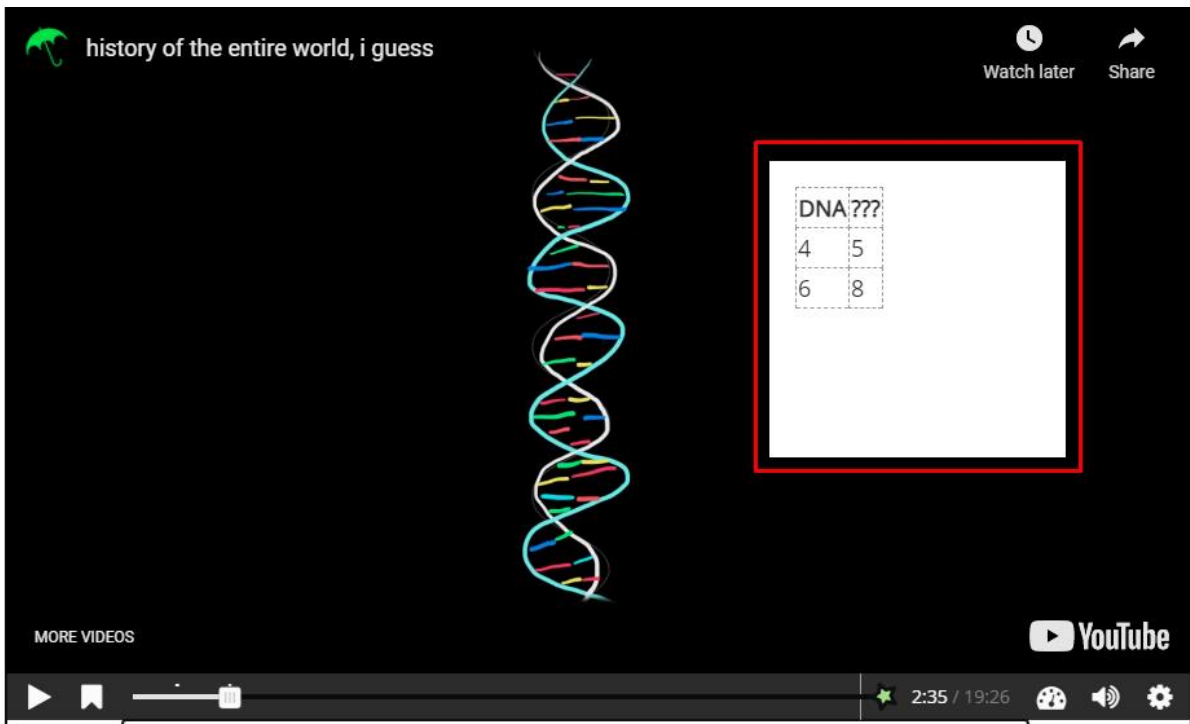 history of the entire world, i guess
Watch later Share
DNA ???
4 5
6 8
MORE VIDEOS
YouTube
2:35 / 19:26